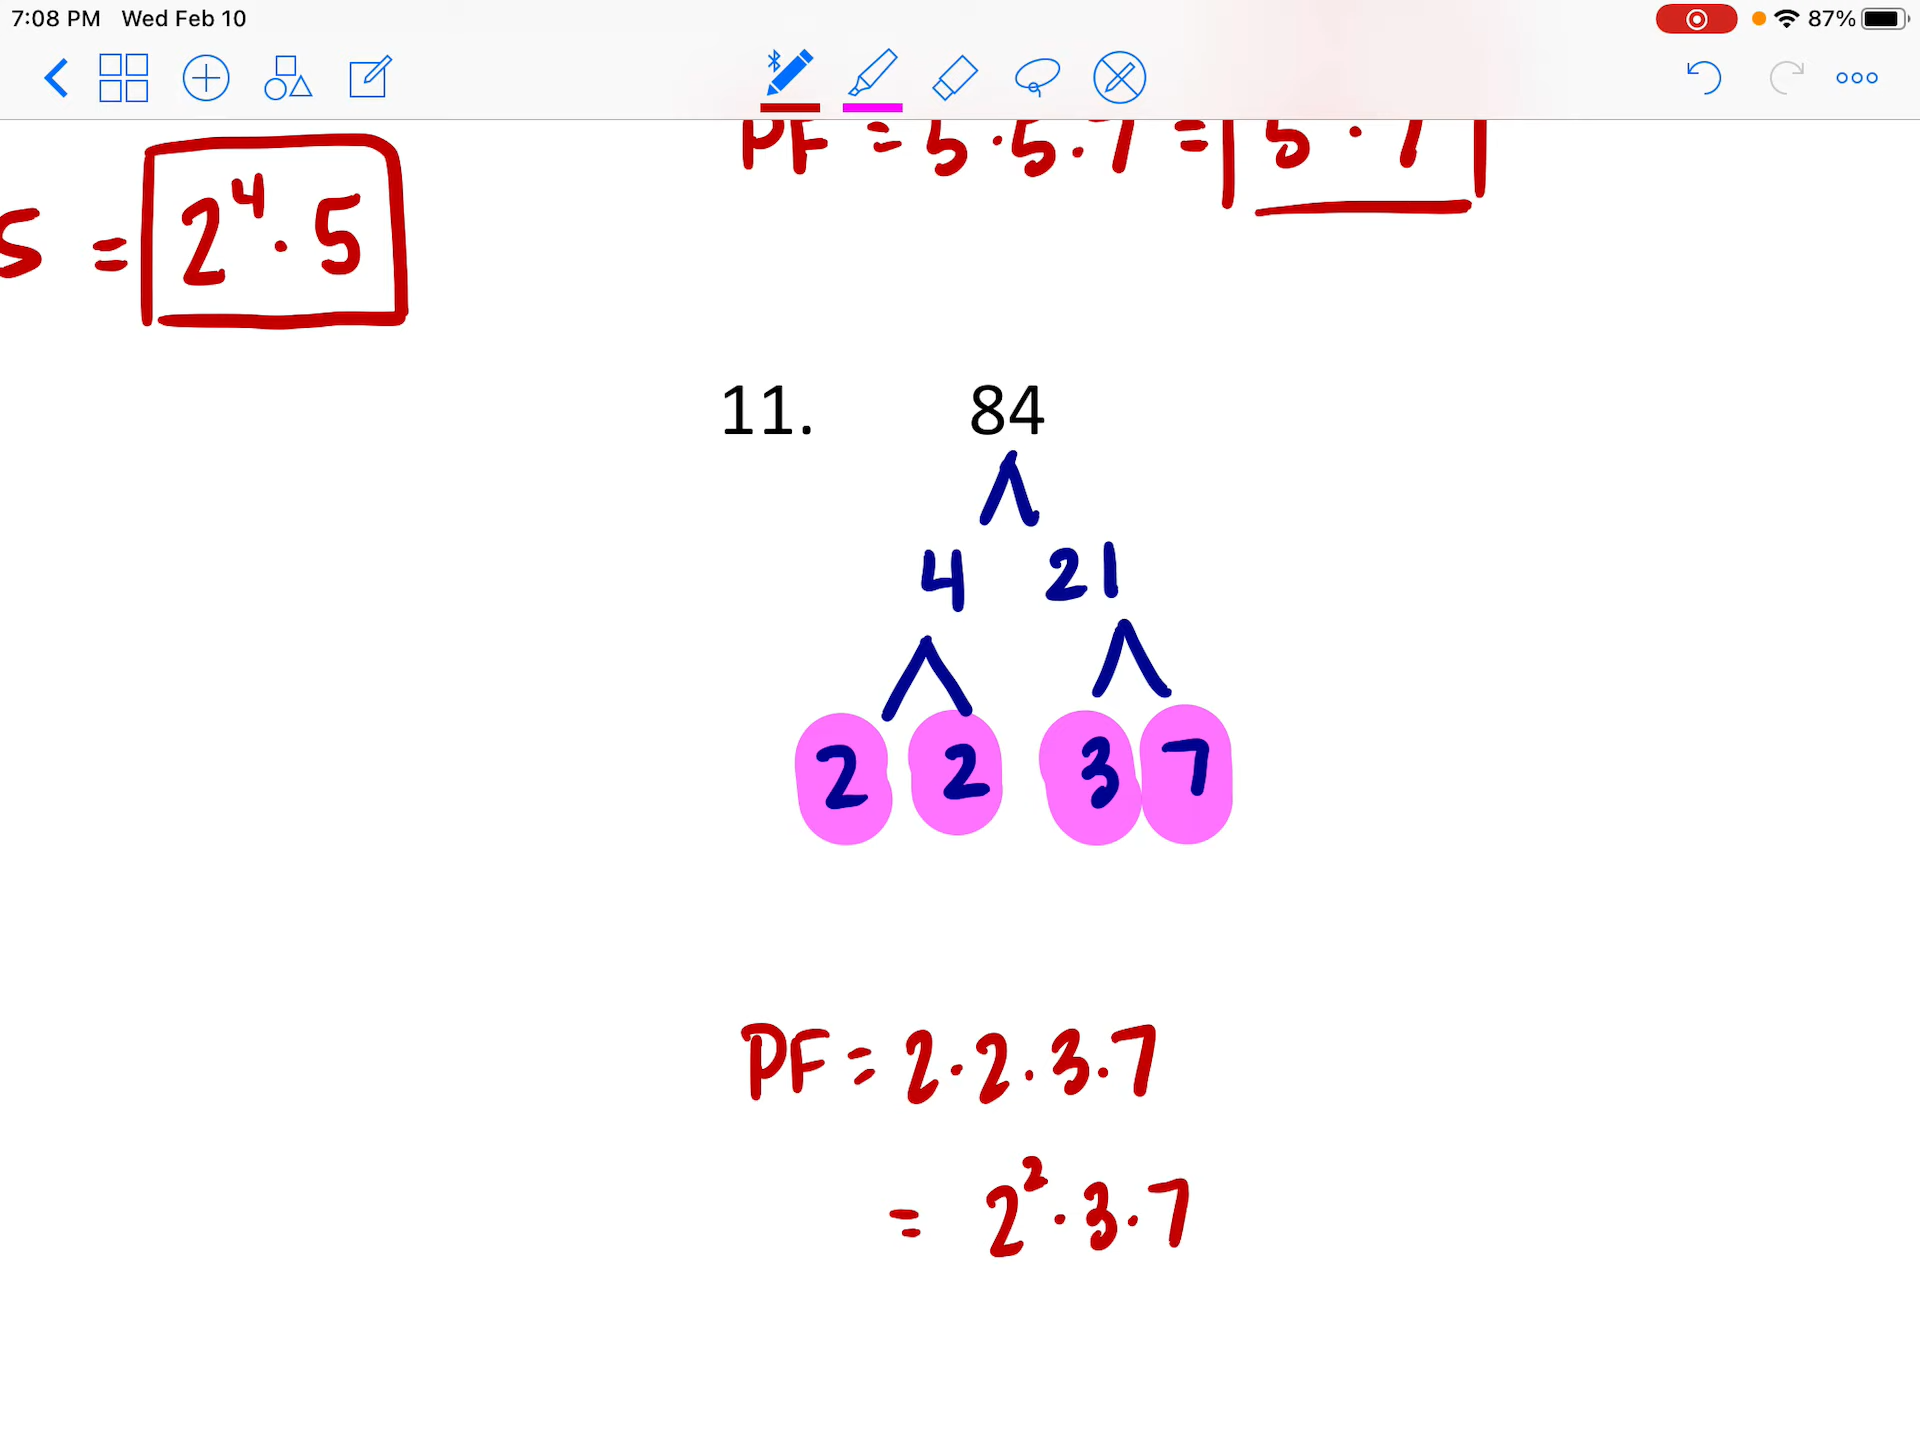 7:08 PM Wed Feb 10
87%
PF = 5·5·7 = 5 · 7
5 = 2⁴ · 5
11. 84
4 21
2 2 3 7
PF = 2·2·3·7
= 2²·3·7